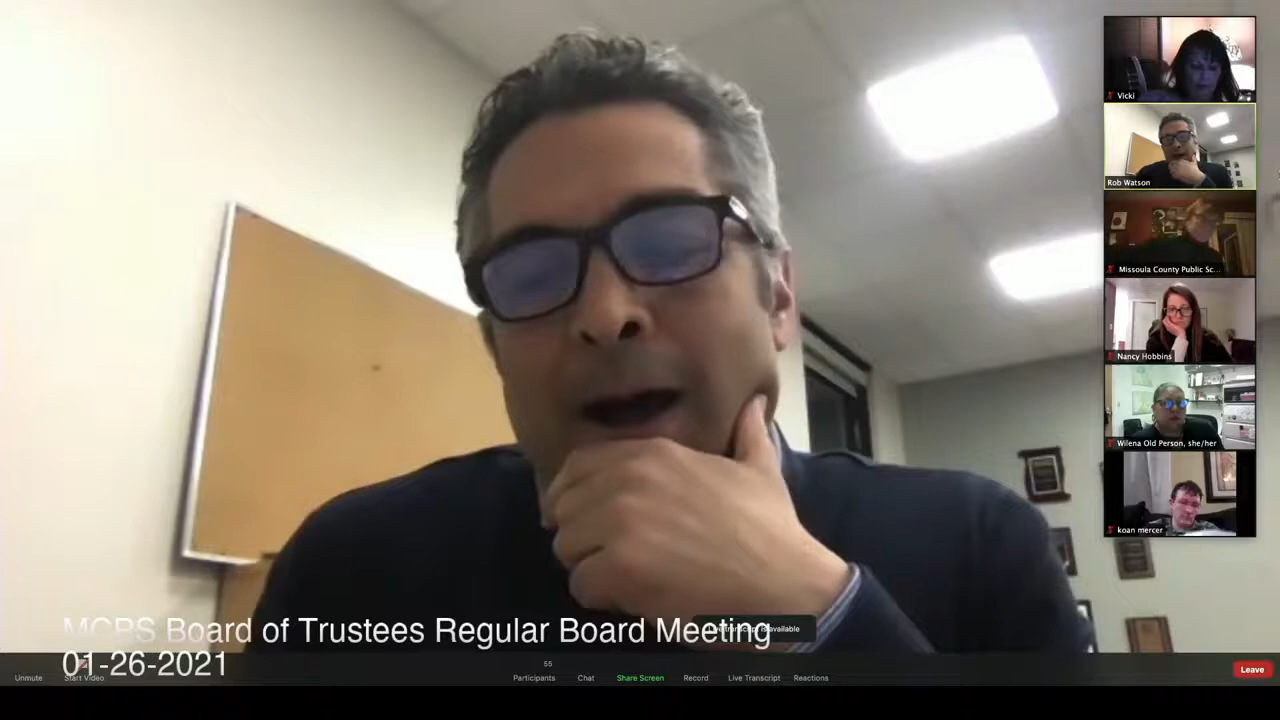 Vicki
Rob Watson
Missoula County Public Sc...
Nancy Hobbins
Wilena Old Person, she/her
koan mercer
MCPS Board of Trustees Regular Board Meeting
01-26-2021
available
55
Unmute
Start Video
Participants
Chat
Share Screen
Record
Live Transcript
Reactions
Leave